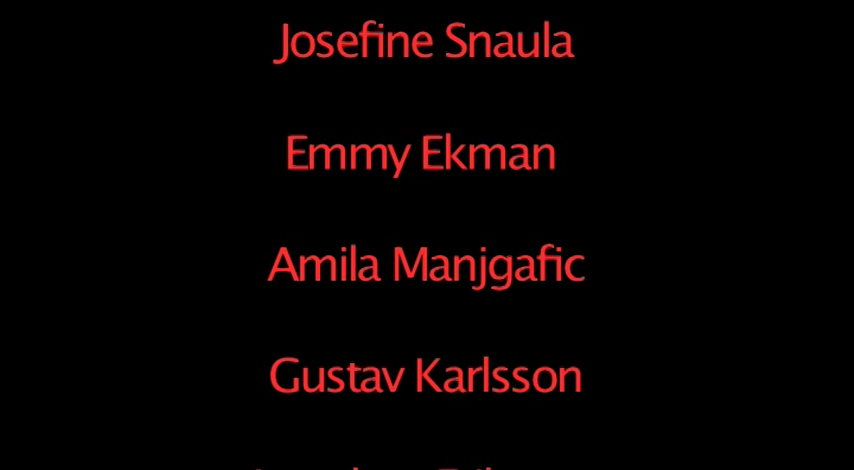 Josefine Snaula
Emmy Ekman
Amila Manjgafic
Gustav Karlsson